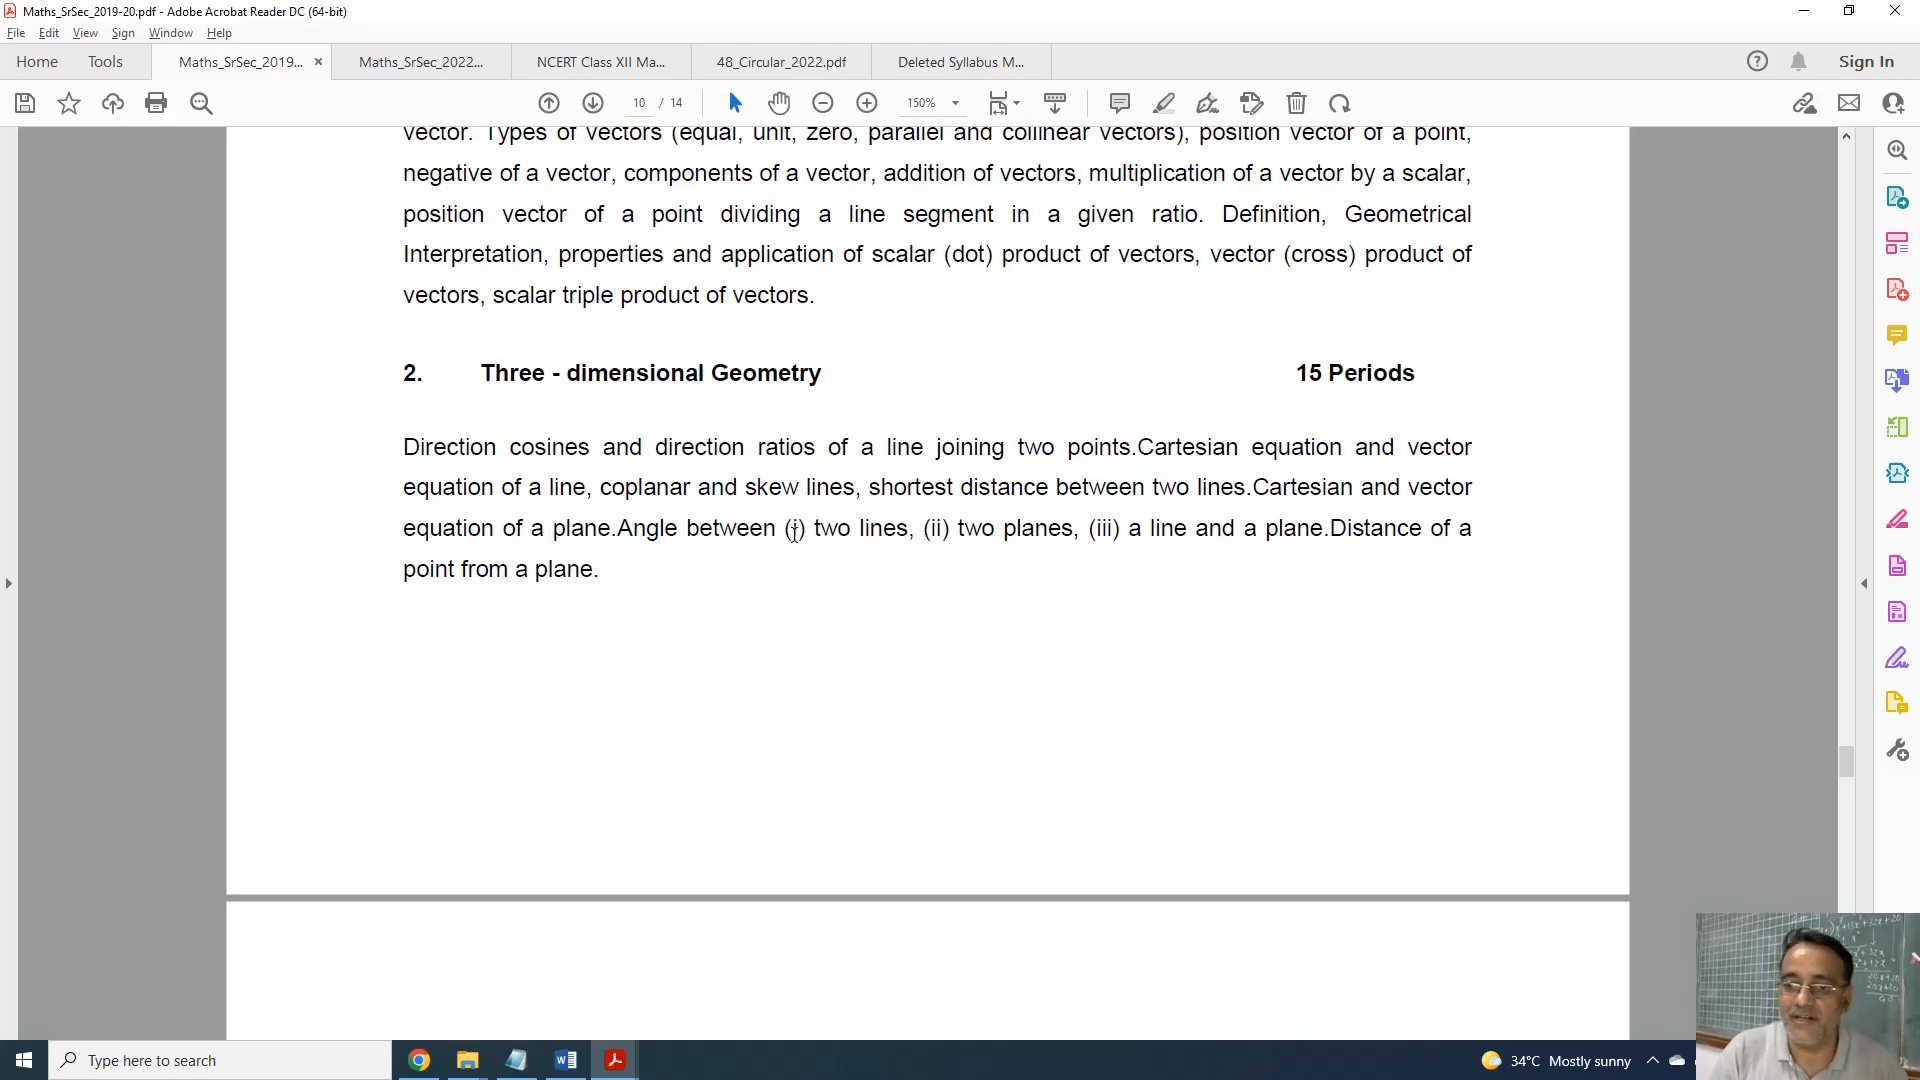 Maths_SrSec_2019-20.pdf - Adobe Acrobat Reader DC (64-bit)
File Edit View Sign Window Help
Home Tools Maths_SrSec_2019... × Maths_SrSec_2022... NCERT Class XII Ma... 48_Circular_2022.pdf Deleted Syllabus M... Sign In
10 / 14 150%
vector. Types of vectors (equal, unit, zero, parallel and collinear vectors), position vector of a point,
negative of a vector, components of a vector, addition of vectors, multiplication of a vector by a scalar,
position vector of a point dividing a line segment in a given ratio. Definition, Geometrical
Interpretation, properties and application of scalar (dot) product of vectors, vector (cross) product of
vectors, scalar triple product of vectors.
2. Three - dimensional Geometry 15 Periods
Direction cosines and direction ratios of a line joining two points.Cartesian equation and vector
equation of a line, coplanar and skew lines, shortest distance between two lines.Cartesian and vector
equation of a plane.Angle between (i) two lines, (ii) two planes, (iii) a line and a plane.Distance of a
point from a plane.
Type here to search
34°C Mostly sunny